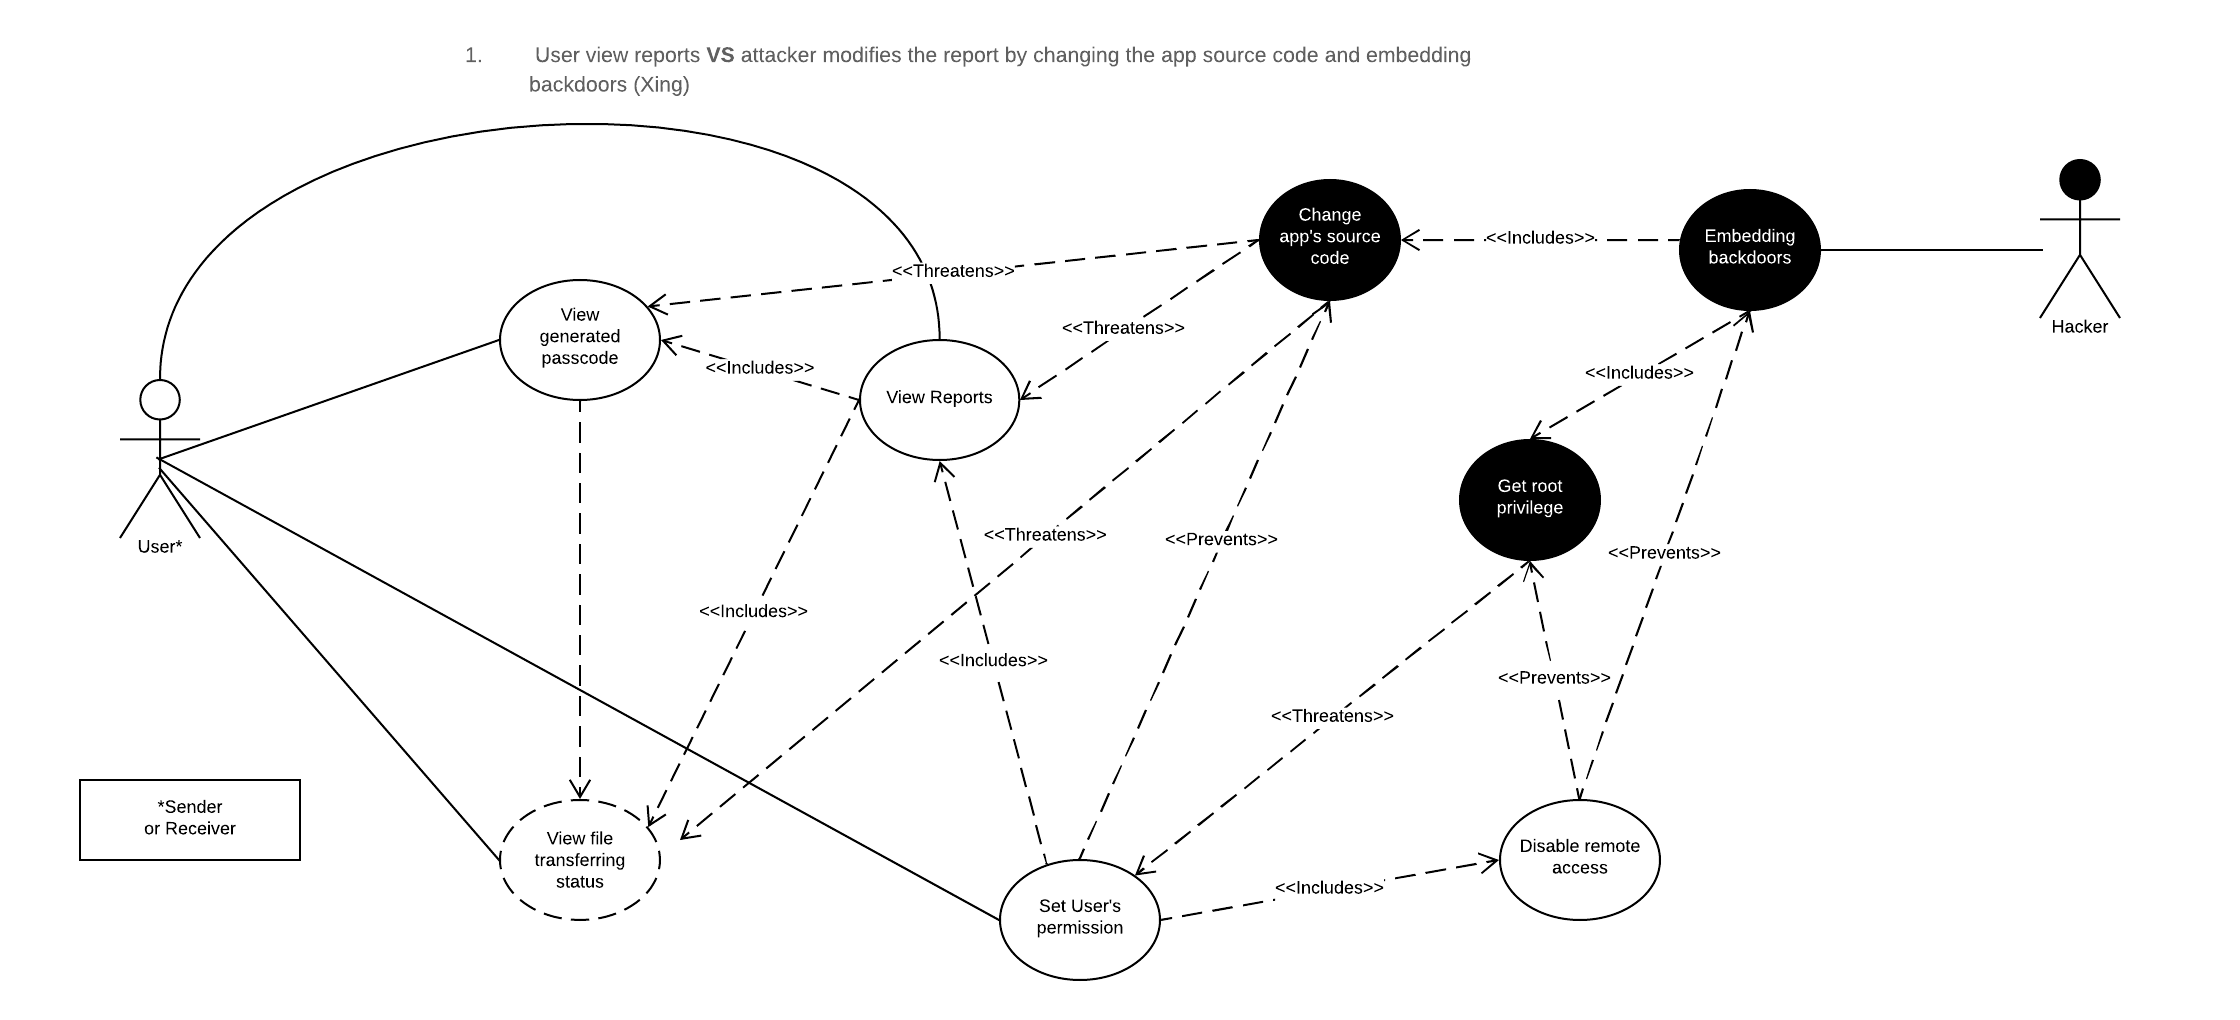 1. User view reports VS attacker modifies the report by changing the app source code and embedding
backdoors (Xing)
Change
app's source
code
<<Includes>>
Embedding
backdoors
Hacker
<<Threatens>>
View
generated
passcode
<<Threatens>>
<<Includes>>
View Reports
<<Includes>>
Get root
privilege
User*
<<Threatens>>
<<Prevents>>
<<Prevents>>
<<Includes>>
<<Includes>>
<<Prevents>>
<<Threatens>>
*Sender
or Receiver
View file
transferring
status
Disable remote
access
<<Includes>>
Set User's
permission